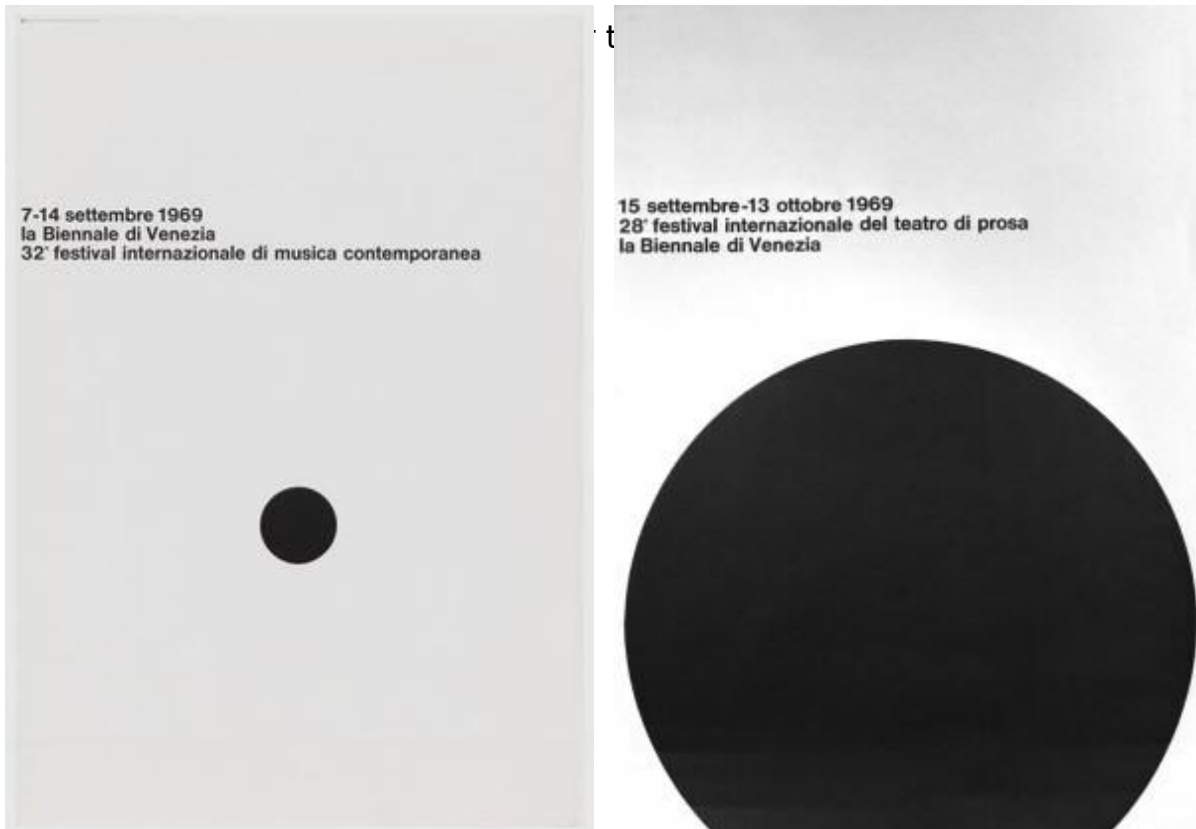 7-14 settembre 1969
la Biennale di Venezia
32° festival internazionale di musica contemporanea
15 settembre-13 ottobre 1969
28° festival internazionale del teatro di prosa
la Biennale di Venezia